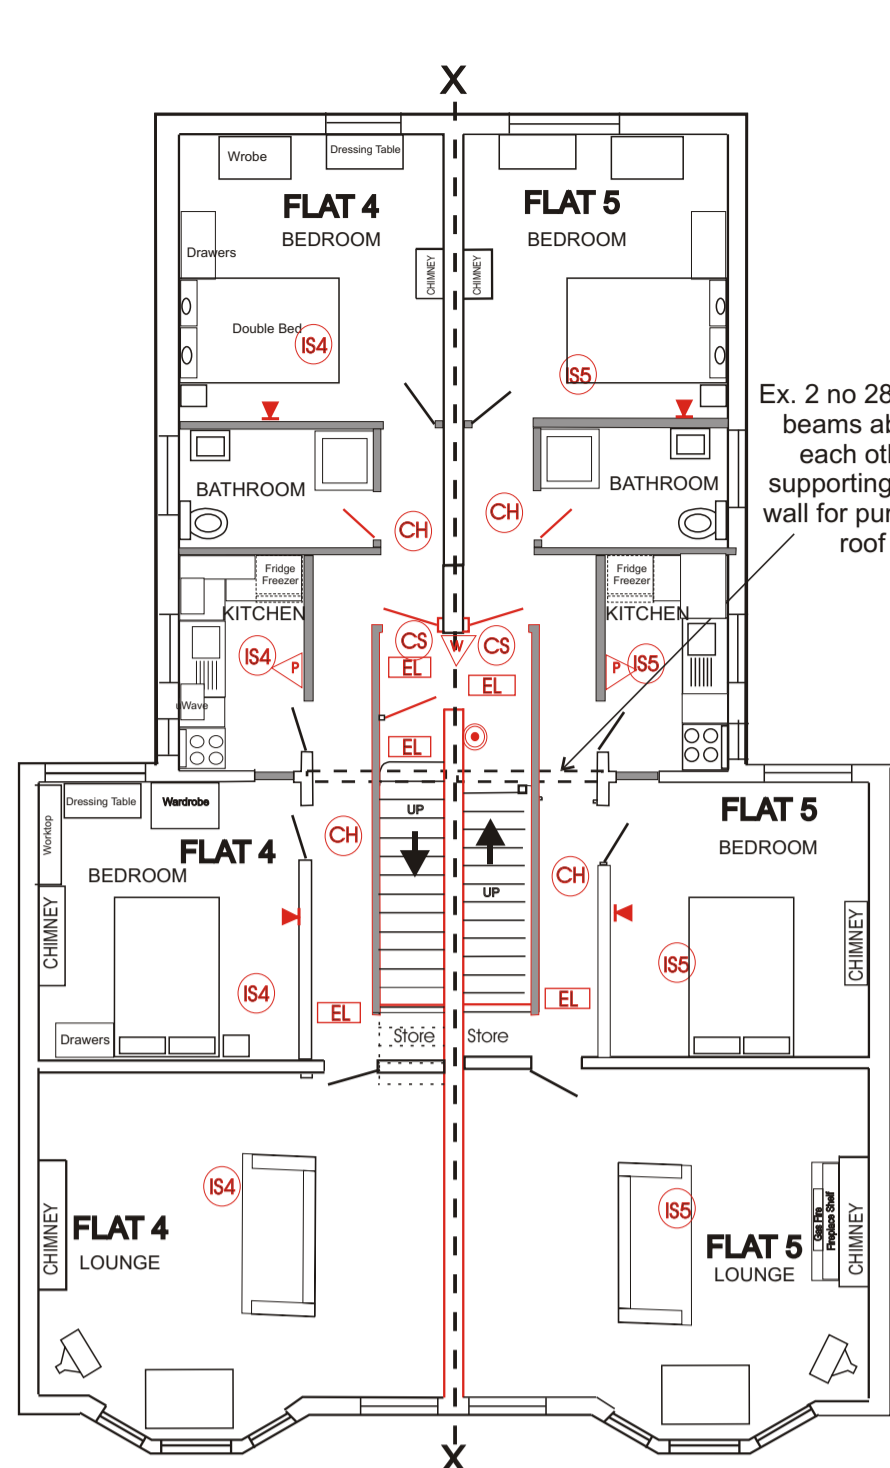 X
Wrobe
Dressing Table
FLAT 4
BEDROOM
FLAT 5
BEDROOM
Drawers
CHIMNEY
CHIMNEY
Double Bed
IS4
IS5
Ex. 2 no 28
beams ab
each oth
supporting
wall for pur
roof
BATHROOM
CH
CH
BATHROOM
Fridge
Freezer
Fridge
Freezer
KITCHEN
KITCHEN
CS
W
CS
IS4
P
EL
EL
P
IS5
uWave
EL
Dressing Table
Wardrobe
Worktop
UP
FLAT 4
BEDROOM
CH
UP
CH
FLAT 5
BEDROOM
CHIMNEY
CHIMNEY
IS4
IS5
EL
EL
Drawers
Store
Store
IS4
IS5
CHIMNEY
FLAT 4
LOUNGE
FLAT 5
LOUNGE
Gas Fire
Fireplace Shelf
CHIMNEY
X